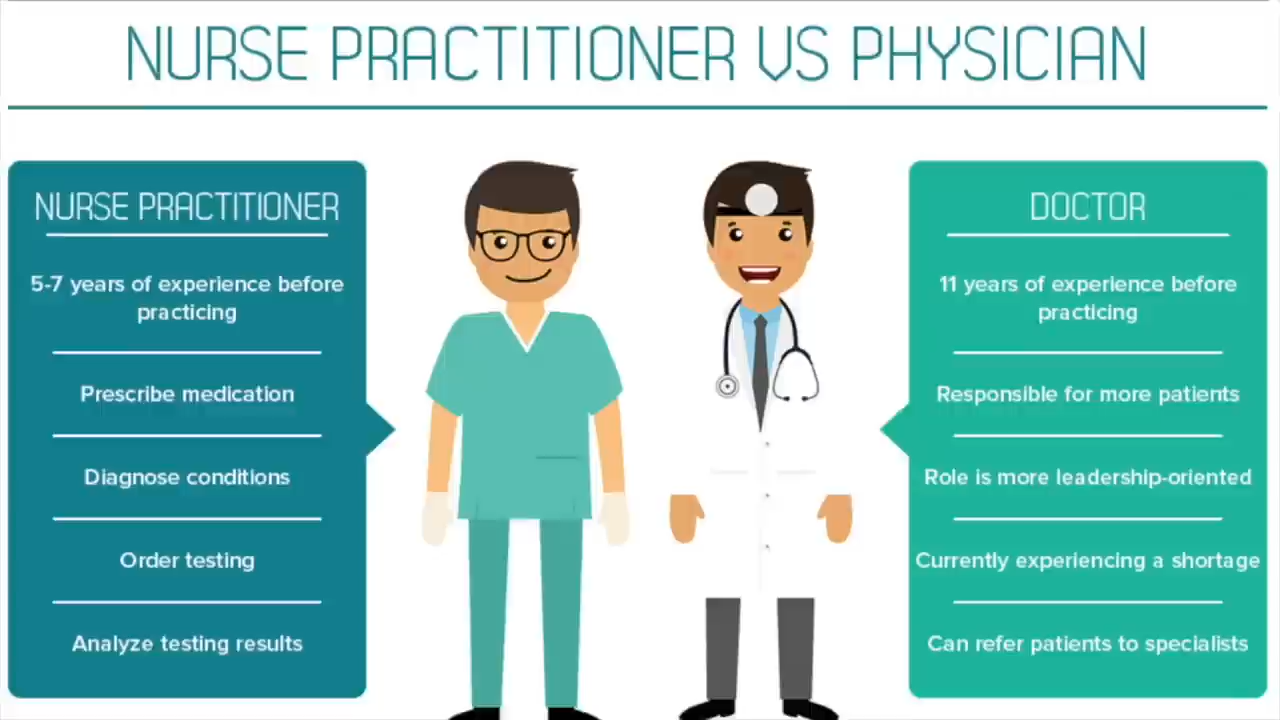 NURSE PRACTITIONER VS PHYSICIAN
NURSE PRACTITIONER
5-7 years of experience before
practicing
Prescribe medication
Diagnose conditions
Order testing
Analyze testing results
DOCTOR
11 years of experience before
practicing
Responsible for more patients
Role is more leadership-oriented
Currently experiencing a shortage
Can refer patients to specialists